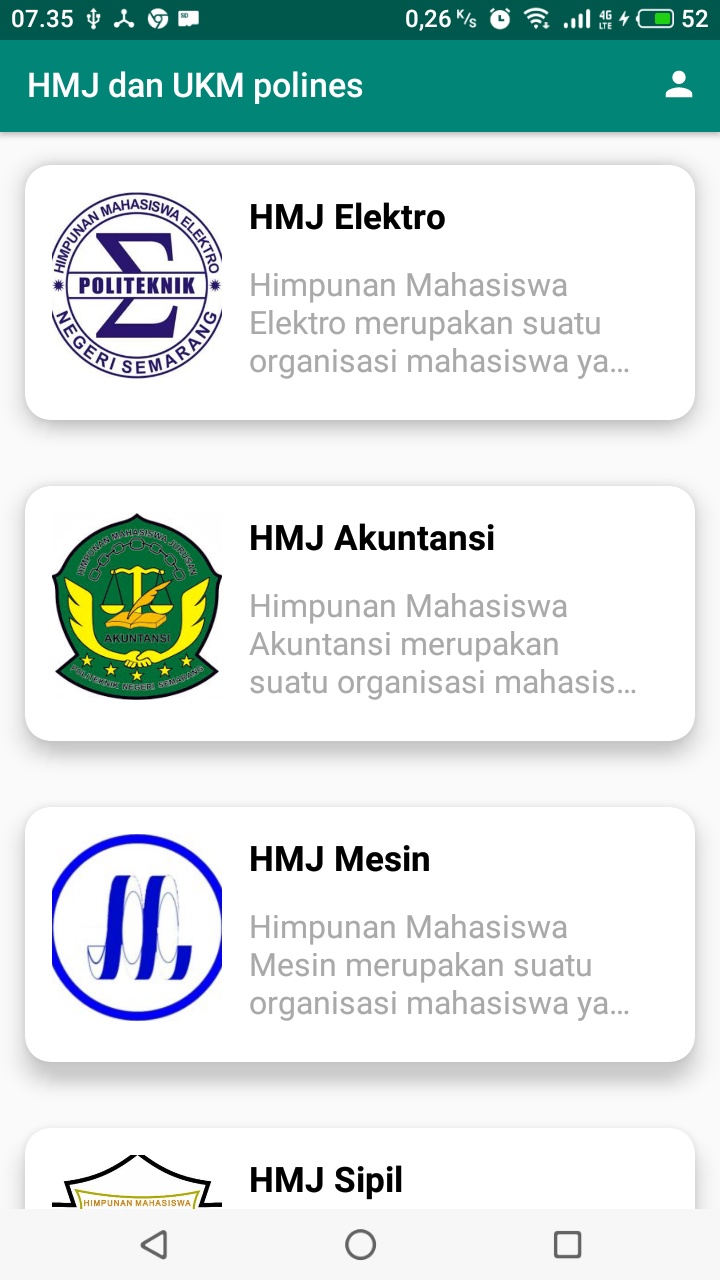 07.35
0,26 K/s
4G
LTE
52
HMJ dan UKM polines
HIMPUNAN MAHASISWA ELEKTRO
POLITEKNIK
NEGERI SEMARANG
HMJ Elektro
Himpunan Mahasiswa
Elektro merupakan suatu
organisasi mahasiswa ya...
HIMPUNAN MAHASISWA JURUSAN
AKUNTANSI
POLITEKNIK NEGERI SEMARANG
HMJ Akuntansi
Himpunan Mahasiswa
Akuntansi merupakan
suatu organisasi mahasis...
HMJ Mesin
Himpunan Mahasiswa
Mesin merupakan suatu
organisasi mahasiswa ya...
HIMPUNAN MAHASISWA
HMJ Sipil